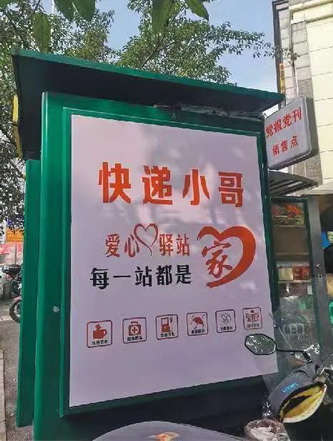 党报党刊
销售点
快递小哥
爱心驿站
每一站都是家